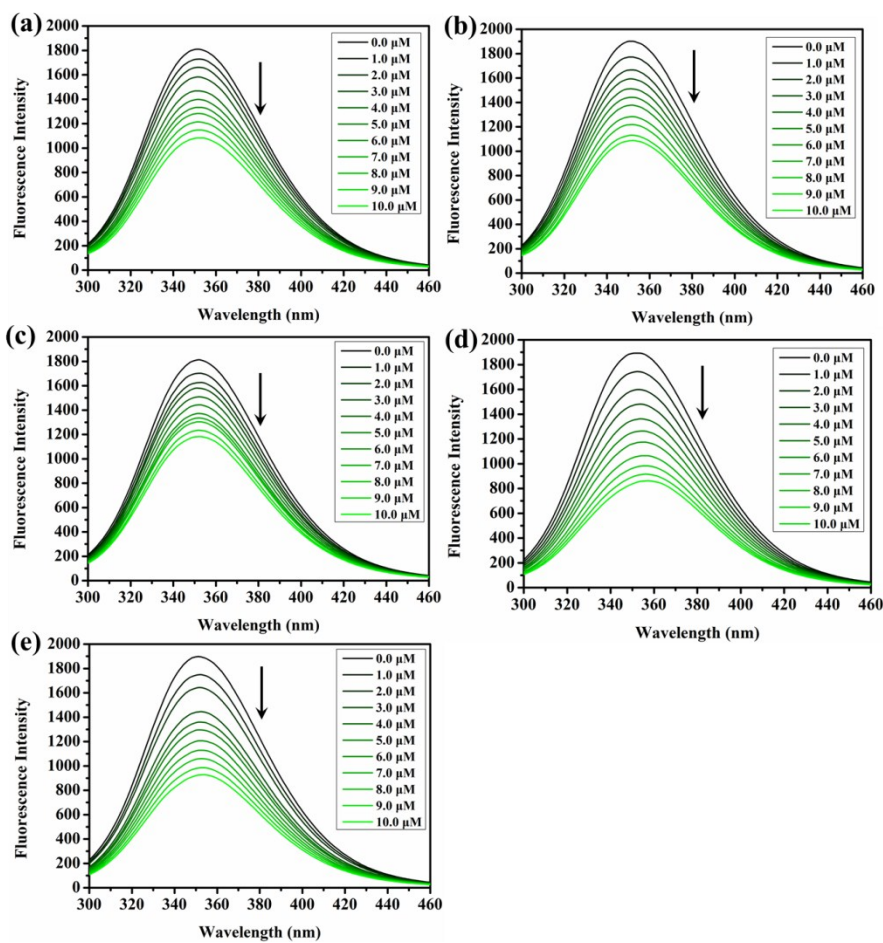 (a)
2000
1800
1600
1400
1200
1000
800
600
400
200
0
Fluorescence Intensity
300 320 340 360 380 400 420 440 460
Wavelength (nm)
0.0 μM
1.0 μM
2.0 μM
3.0 μM
4.0 μM
5.0 μM
6.0 μM
7.0 μM
8.0 μM
9.0 μM
10.0 μM
(b)
2000
1800
1600
1400
1200
1000
800
600
400
200
0
Fluorescence Intensity
300 320 340 360 380 400 420 440 460
Wavelength (nm)
0.0 μM
1.0 μM
2.0 μM
3.0 μM
4.0 μM
5.0 μM
6.0 μM
7.0 μM
8.0 μM
9.0 μM
10.0 μM
(c)
2000
1800
1600
1400
1200
1000
800
600
400
200
0
Fluorescence Intensity
300 320 340 360 380 400 420 440 460
Wavelength (nm)
0.0 μM
1.0 μM
2.0 μM
3.0 μM
4.0 μM
5.0 μM
6.0 μM
7.0 μM
8.0 μM
9.0 μM
10.0 μM
(d)
2000
1800
1600
1400
1200
1000
800
600
400
200
0
Fluorescence Intensity
300 320 340 360 380 400 420 440 460
Wavelength (nm)
0.0 μM
1.0 μM
2.0 μM
3.0 μM
4.0 μM
5.0 μM
6.0 μM
7.0 μM
8.0 μM
9.0 μM
10.0 μM
(e)
2000
1800
1600
1400
1200
1000
800
600
400
200
0
Fluorescence Intensity
300 320 340 360 380 400 420 440 460
Wavelength (nm)
0.0 μM
1.0 μM
2.0 μM
3.0 μM
4.0 μM
5.0 μM
6.0 μM
7.0 μM
8.0 μM
9.0 μM
10.0 μM